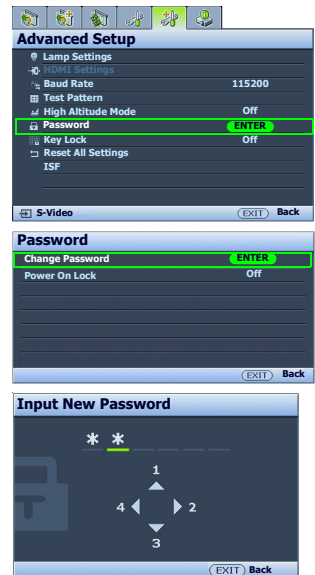 Advanced Setup
Lamp Settings
HDMI Settings
Baud Rate 115200
Test Pattern
High Altitude Mode Off
Password ENTER
Key Lock Off
Reset All Settings
ISF
S-Video EXIT Back
Password
Change Password ENTER
Power On Lock Off
EXIT Back
Input New Password
* *
1
4 2
3
EXIT Back